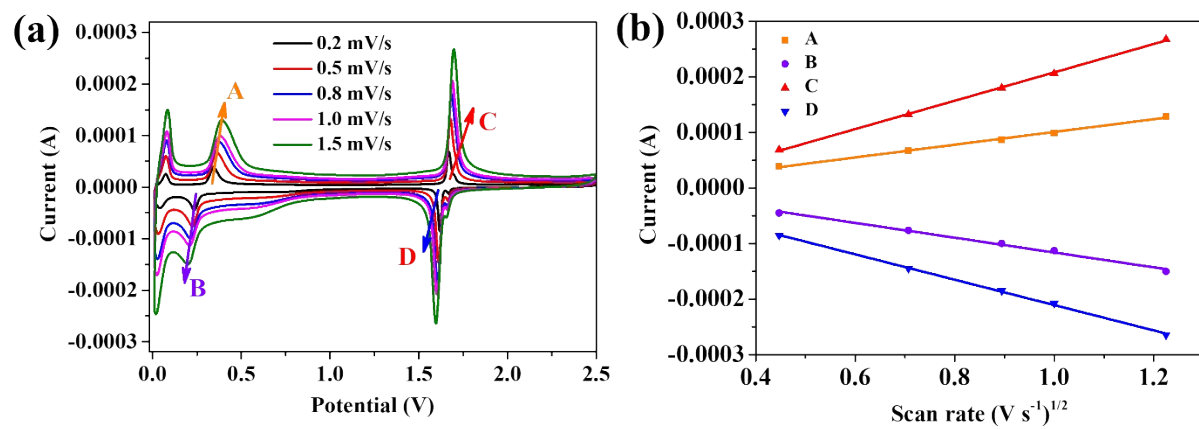 (a)
0.0003
0.0002
0.0001
0.0000
-0.0001
-0.0002
-0.0003
Current (A)
0.2 mV/s
0.5 mV/s
0.8 mV/s
1.0 mV/s
1.5 mV/s
A
B
C
D
0.0 0.5 1.0 1.5 2.0 2.5
Potential (V)
(b)
0.0003
0.0002
0.0001
0.0000
-0.0001
-0.0002
-0.0003
Current (A)
A
B
C
D
0.4 0.6 0.8 1.0 1.2
Scan rate (V s⁻¹)¹/²